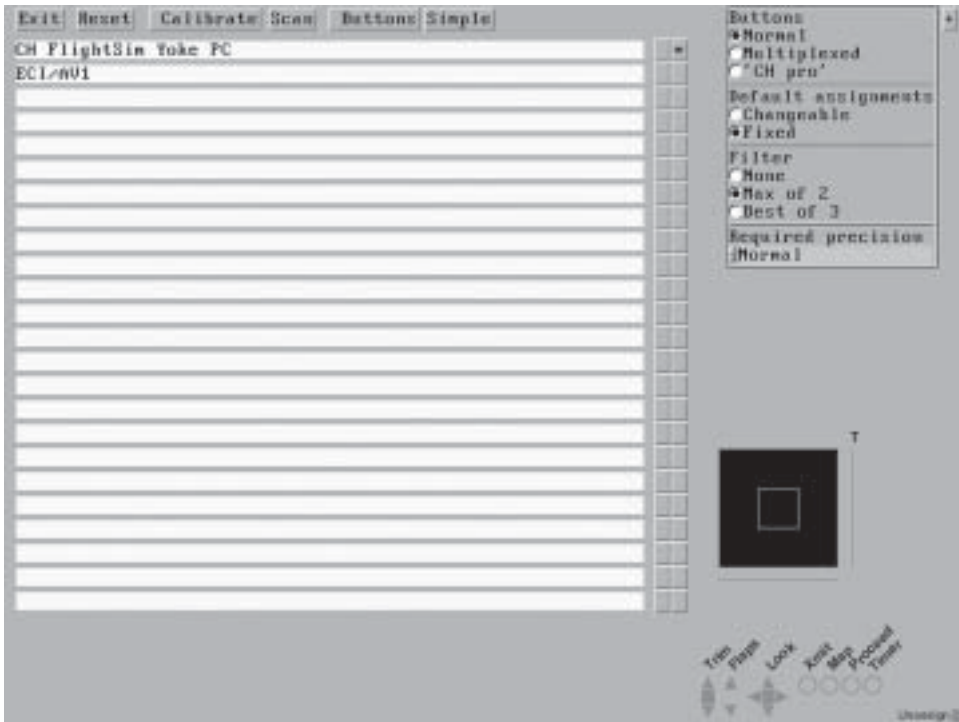 Exit Reset Calibrate Scan Buttons Simple
CH FlightSim Yoke PC
ECI/AV1
Buttons
Normal
Multiplexed
'CH pro'
Default assignments
Changeable
Fixed
Filter
None
Max of 2
Best of 3
Required precision
Normal
T
Trim Flaps Look Xmit Map Proceed Timer